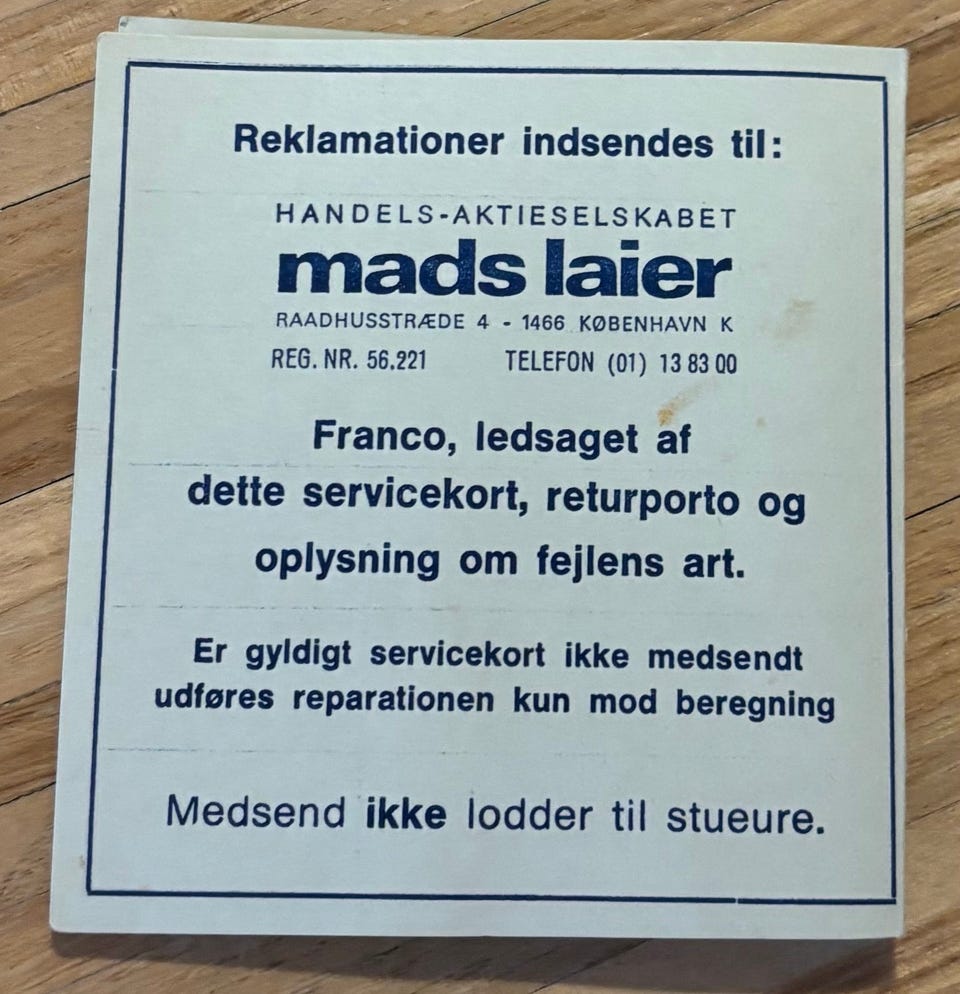 Reklamationer indsendes til:
HANDELS-AKTIESELSKABET
mads laier
RAADHUSSTRÆDE 4 - 1466 KØBENHAVN K
REG. NR. 56.221 TELEFON (01) 13 83 00
Franco, ledsaget af
dette servicekort, returporto og
oplysning om fejlens art.
Er gyldigt servicekort ikke medsendt
udføres reparationen kun mod beregning
Medsend ikke lodder til stueure.